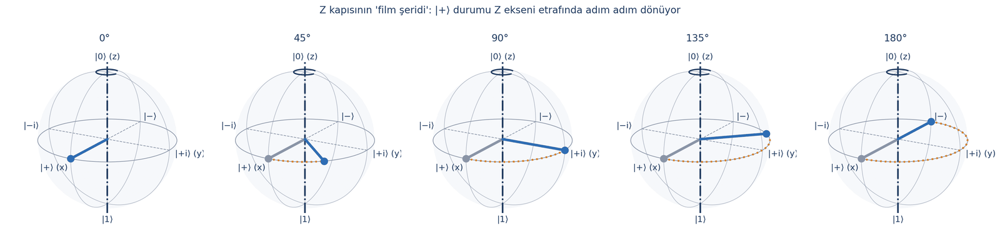 Z kapısının 'film şeridi': |+⟩ durumu Z ekseni etrafında adım adım dönüyor
0°
|0⟩ (z)
|−i⟩
|−⟩
|+i⟩ (y)
|+⟩ (x)
|1⟩
45°
|0⟩ (z)
|−i⟩
|−⟩
|+i⟩ (y)
|+⟩ (x)
|1⟩
90°
|0⟩ (z)
|−i⟩
|−⟩
|+i⟩ (y)
|+⟩ (x)
|1⟩
135°
|0⟩ (z)
|−i⟩
|−⟩
|+i⟩ (y)
|+⟩ (x)
|1⟩
180°
|0⟩ (z)
|−i⟩
|−⟩
|+i⟩ (y)
|+⟩ (x)
|1⟩